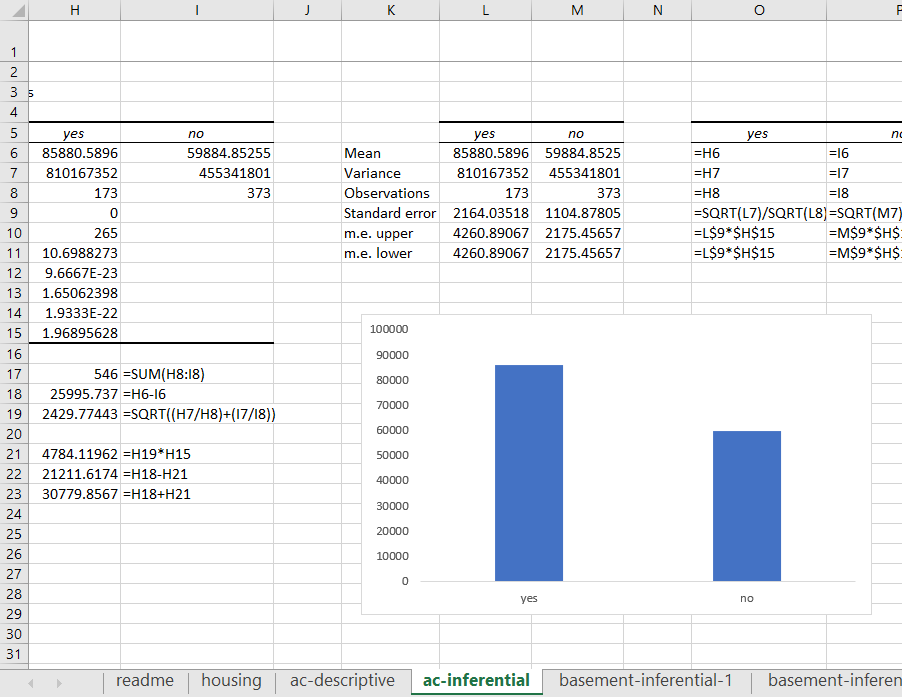 H I J K L M N O P
1
2
3 s
4
5 yes no yes no yes no
6 85880.5896 59884.85255 Mean 85880.5896 59884.8525 =H6 =I6
7 810167352 455341801 Variance 810167352 455341801 =H7 =I7
8 173 373 Observations 173 373 =H8 =I8
9 0 Standard error 2164.03518 1104.87805 =SQRT(L7)/SQRT(L8) =SQRT(M7)
10 265 m.e. upper 4260.89067 2175.45657 =L$9*$H$15 =M$9*$H$
11 10.6988273 m.e. lower 4260.89067 2175.45657 =L$9*$H$15 =M$9*$H$
12 9.6667E-23
13 1.65062398
14 1.9333E-22
15 1.96895628
16
17 546 =SUM(H8:I8)
18 25995.737 =H6-I6
19 2429.77443 =SQRT((H7/H8)+(I7/I8))
20
21 4784.11962 =H19*H15
22 21211.6174 =H18-H21
23 30779.8567 =H18+H21
24
25
26
27
28
29
30
31
100000
90000
80000
70000
60000
50000
40000
30000
20000
10000
0
yes no
readme housing ac-descriptive ac-inferential basement-inferential-1 basement-inferen